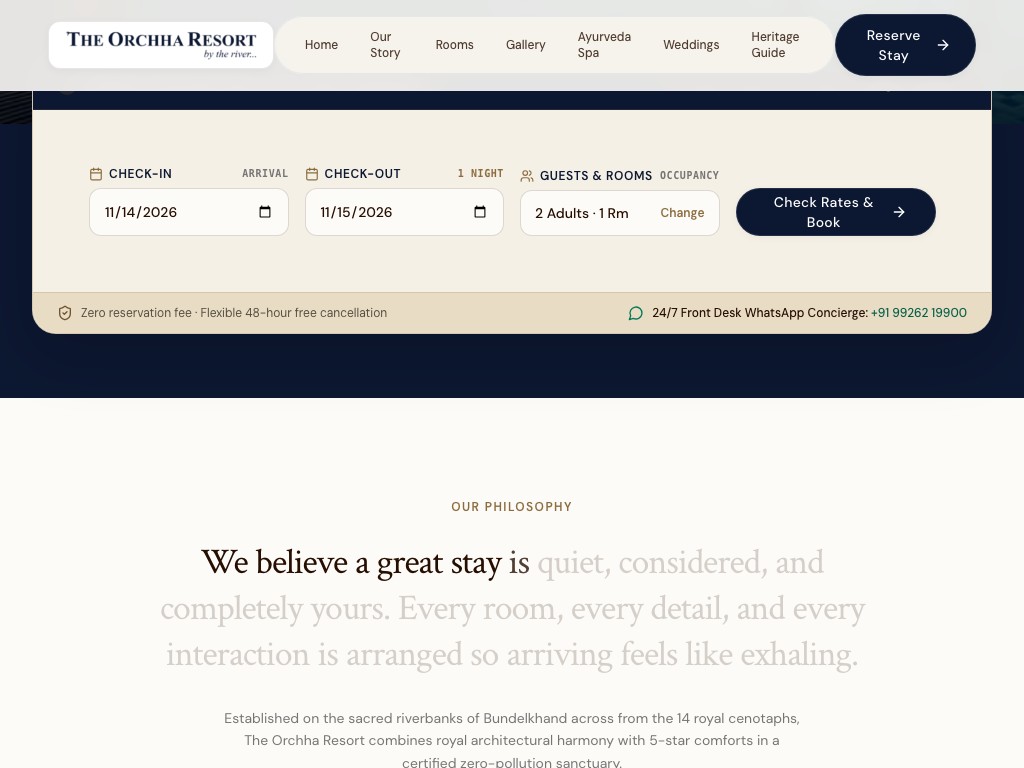 THE ORCHHA RESORT
by the river...
Home
Our Story
Rooms
Gallery
Ayurveda Spa
Weddings
Heritage Guide
Reserve Stay
CHECK-IN
ARRIVAL
11/14/2026
CHECK-OUT
1 NIGHT
11/15/2026
GUESTS & ROOMS
OCCUPANCY
2 Adults · 1 Rm
Change
Check Rates & Book
Zero reservation fee · Flexible 48-hour free cancellation
24/7 Front Desk WhatsApp Concierge: +91 99262 19900
OUR PHILOSOPHY
We believe a great stay is quiet, considered, and
completely yours. Every room, every detail, and every
interaction is arranged so arriving feels like exhaling.
Established on the sacred riverbanks of Bundelkhand across from the 14 royal cenotaphs,
The Orchha Resort combines royal architectural harmony with 5-star comforts in a
certified zero-pollution sanctuary.